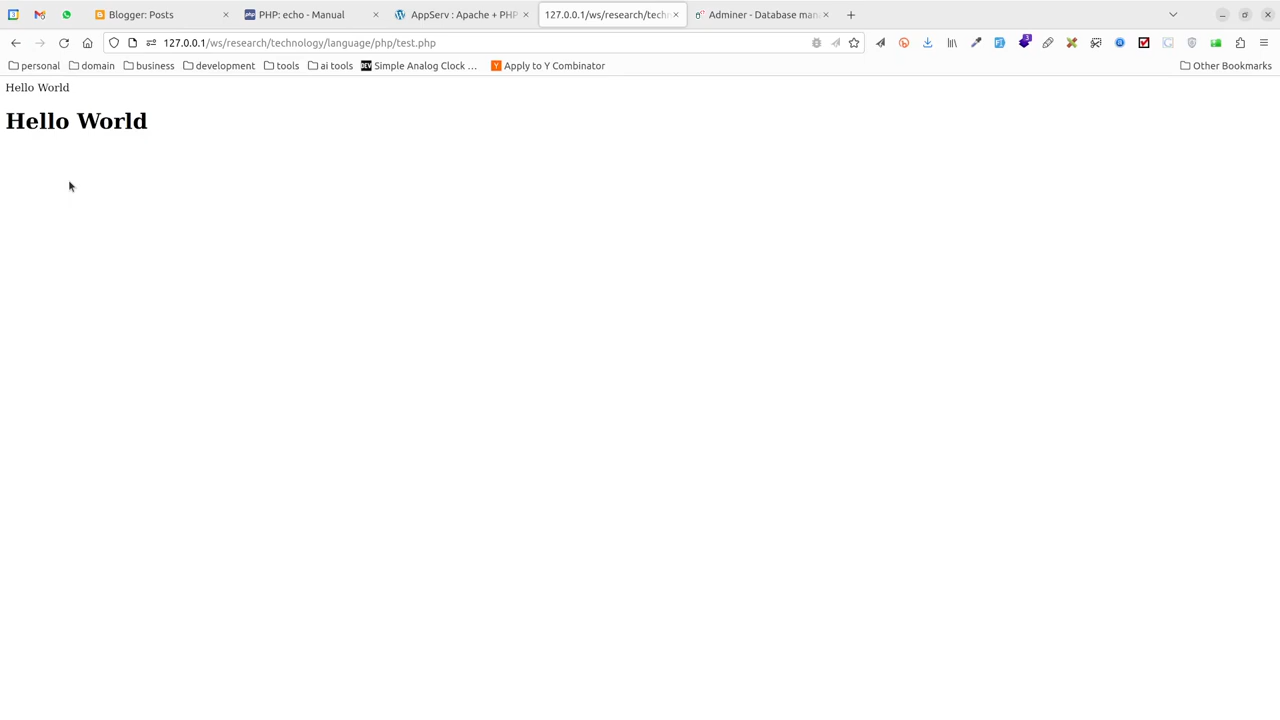 Blogger: Posts
PHP: echo - Manual
AppServ : Apache + PHP
127.0.0.1/ws/research/techn
Adminer - Database man
127.0.0.1/ws/research/technology/language/php/test.php
personal
domain
business
development
tools
ai tools
DEV Simple Analog Clock ...
Y Apply to Y Combinator
Other Bookmarks
Hello World
Hello World